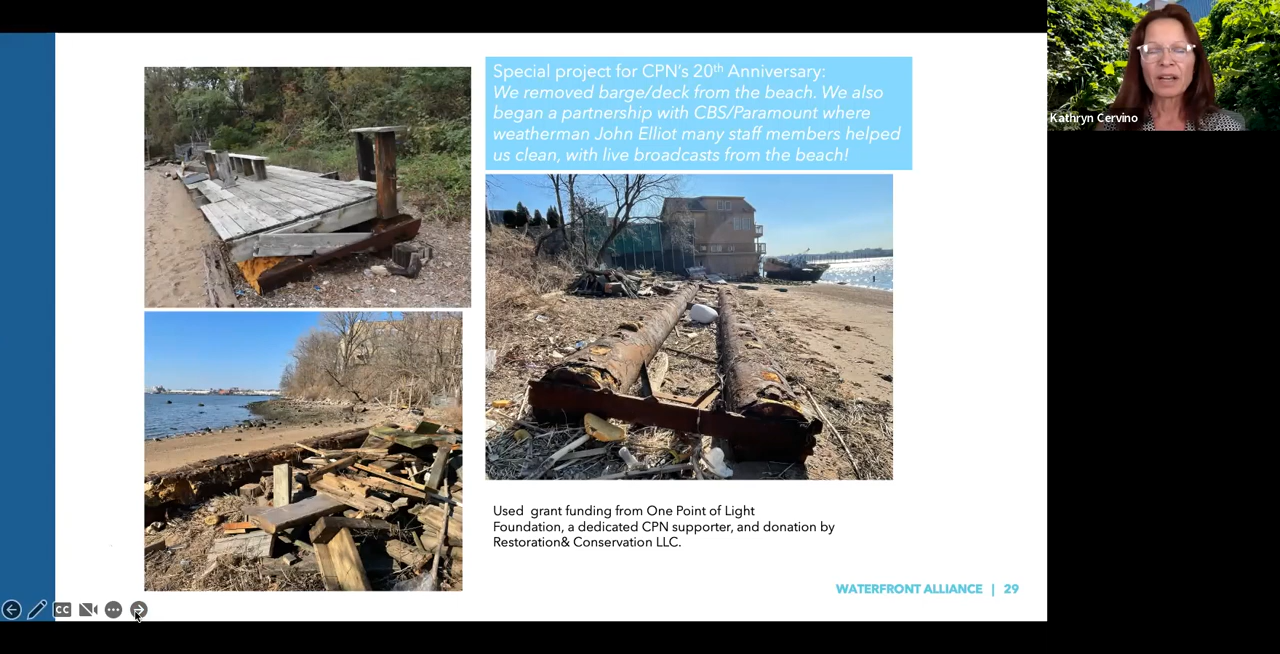 Special project for CPN's 20th Anniversary:
We removed barge/deck from the beach. We also
began a partnership with CBS/Paramount where
weatherman John Elliot many staff members helped
us clean, with live broadcasts from the beach!
Kathryn Cervino
Used grant funding from One Point of Light
Foundation, a dedicated CPN supporter, and donation by
Restoration& Conservation LLC.
WATERFRONT ALLIANCE | 29
CC